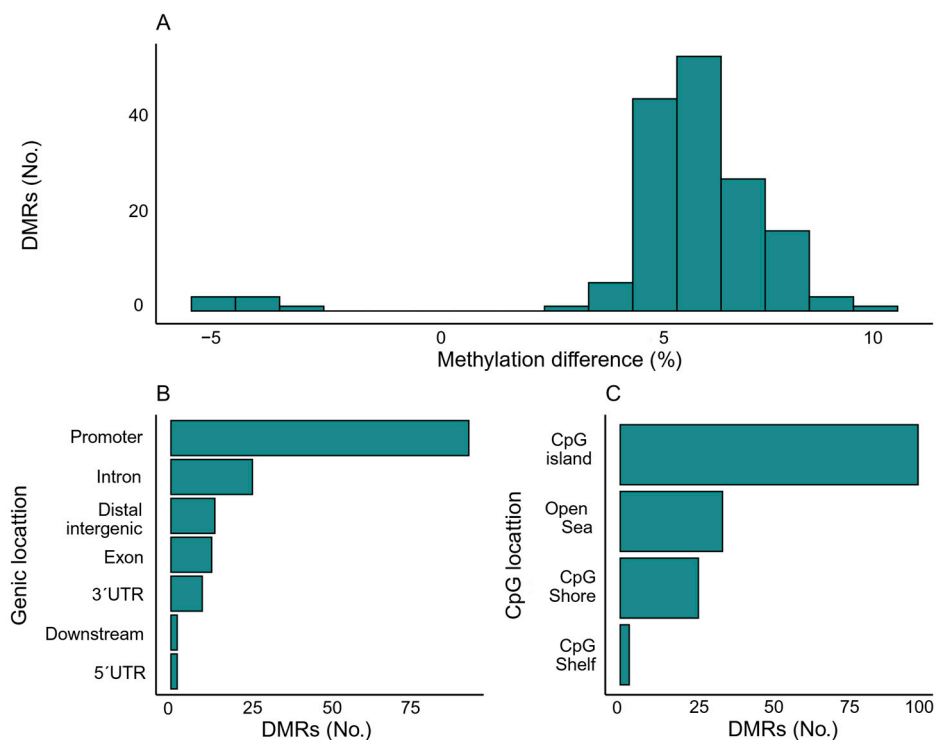 A
DMRs (No.)
40
20
0
−5
0
5
10
Methylation difference (%)
B
Genic locattion
Promoter
Intron
Distal
intergenic
Exon
3´UTR
Downstream
5´UTR
0
25
50
75
DMRs (No.)
C
CpG locattion
CpG
island
Open
Sea
CpG
Shore
CpG
Shelf
0
25
50
75
100
DMRs (No.)